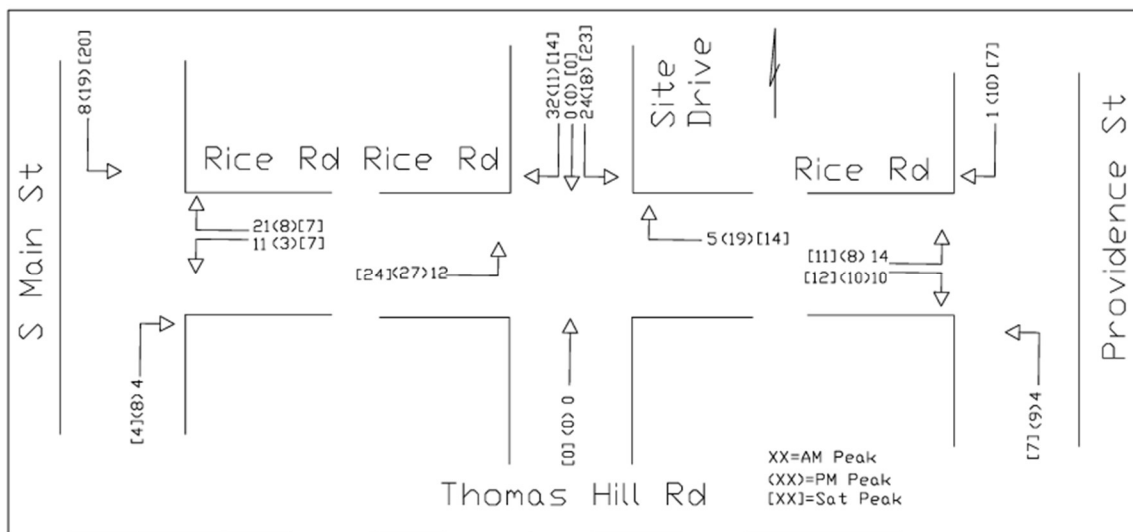 8(19)[20]
32(11)[14]
0(0)[0]
24(18)[23]
Site
Drive
1(10)[7]
S Main St
Rice Rd Rice Rd
Rice Rd
Providence St
21(8)[7]
11(3)[7]
5(19)[14]
[24](27)12
[11](8)14
[12](10)10
[4](8)4
[0](0)0
[7](9)4
XX=AM Peak
(XX)=PM Peak
[XX]=Sat Peak
Thomas Hill Rd